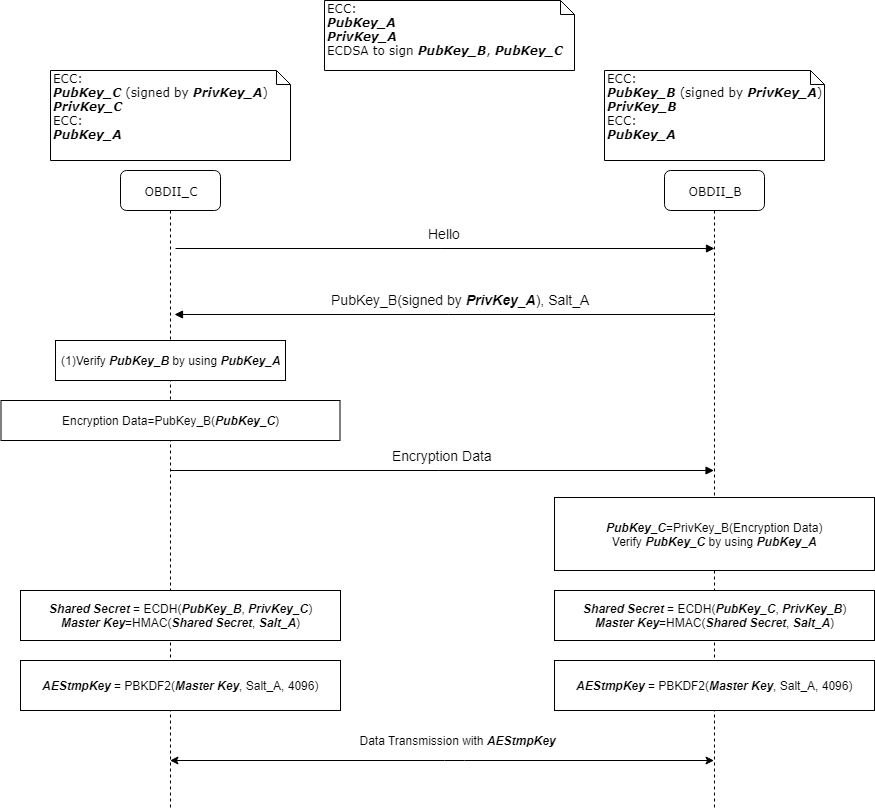 ECC:
PubKey_A
PrivKey_A
ECDSA to sign PubKey_B, PubKey_C
ECC:
PubKey_C (signed by PrivKey_A)
PrivKey_C
ECC:
PubKey_A
ECC:
PubKey_B (signed by PrivKey_A)
PrivKey_B
ECC:
PubKey_A
OBDII_C
OBDII_B
Hello
PubKey_B(signed by PrivKey_A), Salt_A
(1)Verify PubKey_B by using PubKey_A
Encryption Data=PubKey_B(PubKey_C)
Encryption Data
PubKey_C=PrivKey_B(Encryption Data)
Verify PubKey_C by using PubKey_A
Shared Secret = ECDH(PubKey_B, PrivKey_C)
Master Key=HMAC(Shared Secret, Salt_A)
Shared Secret = ECDH(PubKey_C, PrivKey_B)
Master Key=HMAC(Shared Secret, Salt_A)
AEStmpKey = PBKDF2(Master Key, Salt_A, 4096)
AEStmpKey = PBKDF2(Master Key, Salt_A, 4096)
Data Transmission with AEStmpKey